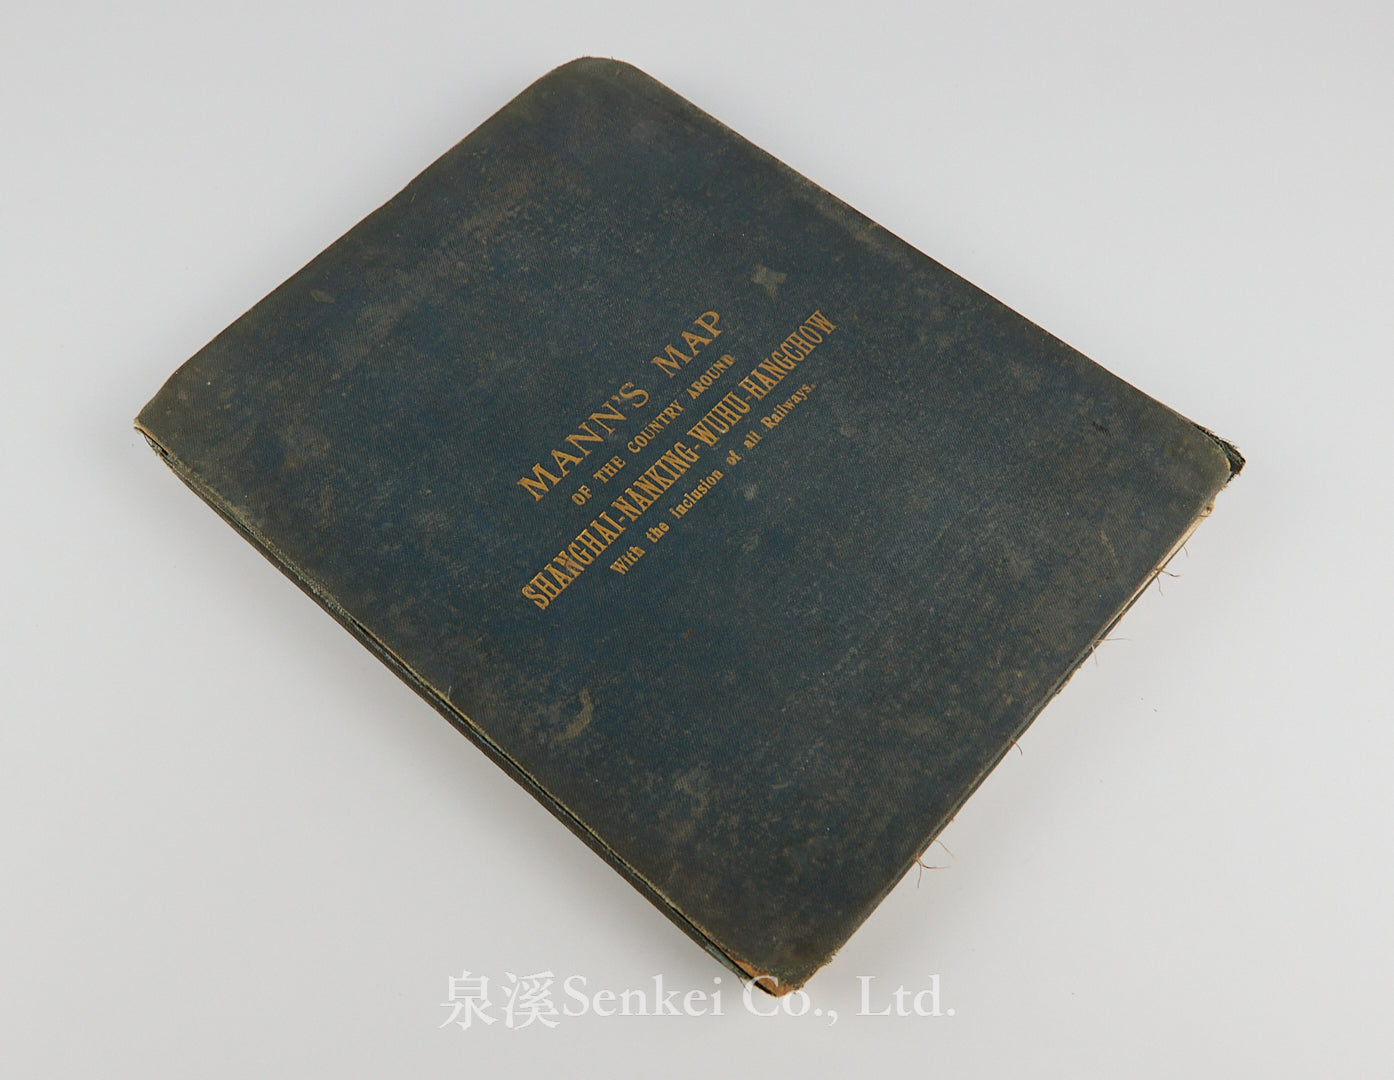 MANN'S MAP
OF THE COUNTRY AROUND
SHANGHAI-NANKING-WUHU-HANGCHOW
With the inclusion of all Railways.
泉溪Senkei Co., Ltd.